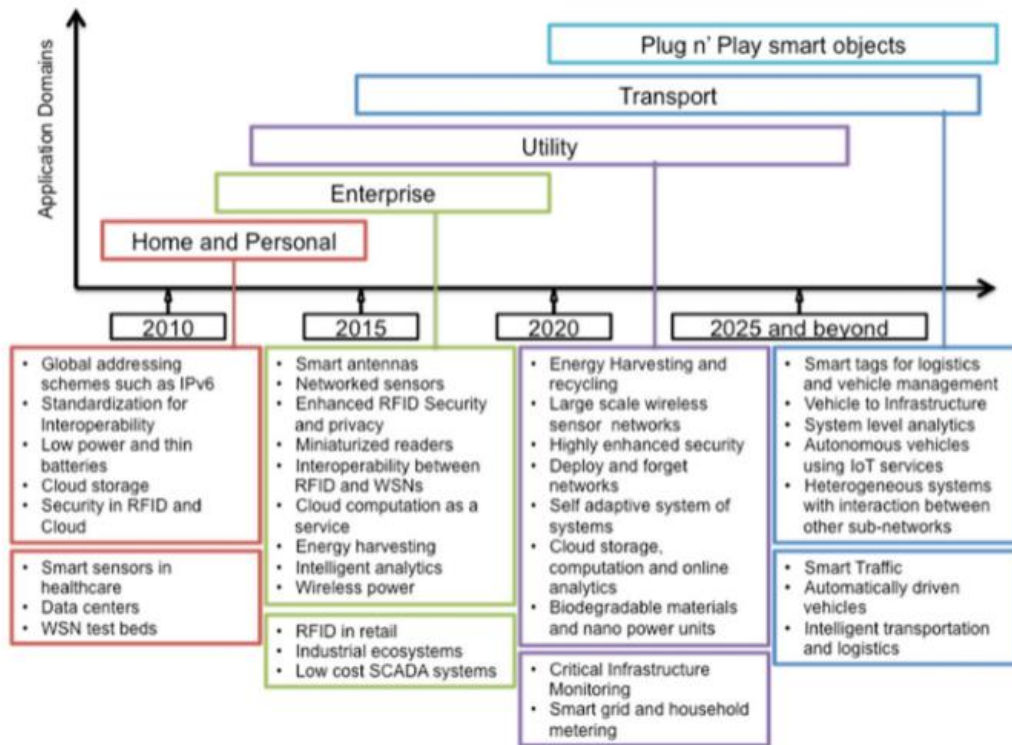 Application Domains
Plug n' Play smart objects
Transport
Utility
Enterprise
Home and Personal
2010
2015
2020
2025 and beyond
• Global addressing
schemes such as IPv6
• Standardization for
Interoperability
• Low power and thin
batteries
• Cloud storage
• Security in RFID and
Cloud
• Smart sensors in
healthcare
• Data centers
• WSN test beds
• Smart antennas
• Networked sensors
• Enhanced RFID Security
and privacy
• Miniaturized readers
• Interoperability between
RFID and WSNs
• Cloud computation as a
service
• Energy harvesting
• Intelligent analytics
• Wireless power
• RFID in retail
• Industrial ecosystems
• Low cost SCADA systems
• Energy Harvesting and
recycling
• Large scale wireless
sensor networks
• Highly enhanced security
• Deploy and forget
networks
• Self adaptive system of
systems
• Cloud storage,
computation and online
analytics
• Biodegradable materials
and nano power units
• Critical Infrastructure
Monitoring
• Smart grid and household
metering
• Smart tags for logistics
and vehicle management
• Vehicle to Infrastructure
• System level analytics
• Autonomous vehicles
using IoT services
• Heterogeneous systems
with interaction between
other sub-networks
• Smart Traffic
• Automatically driven
vehicles
• Intelligent transportation
and logistics